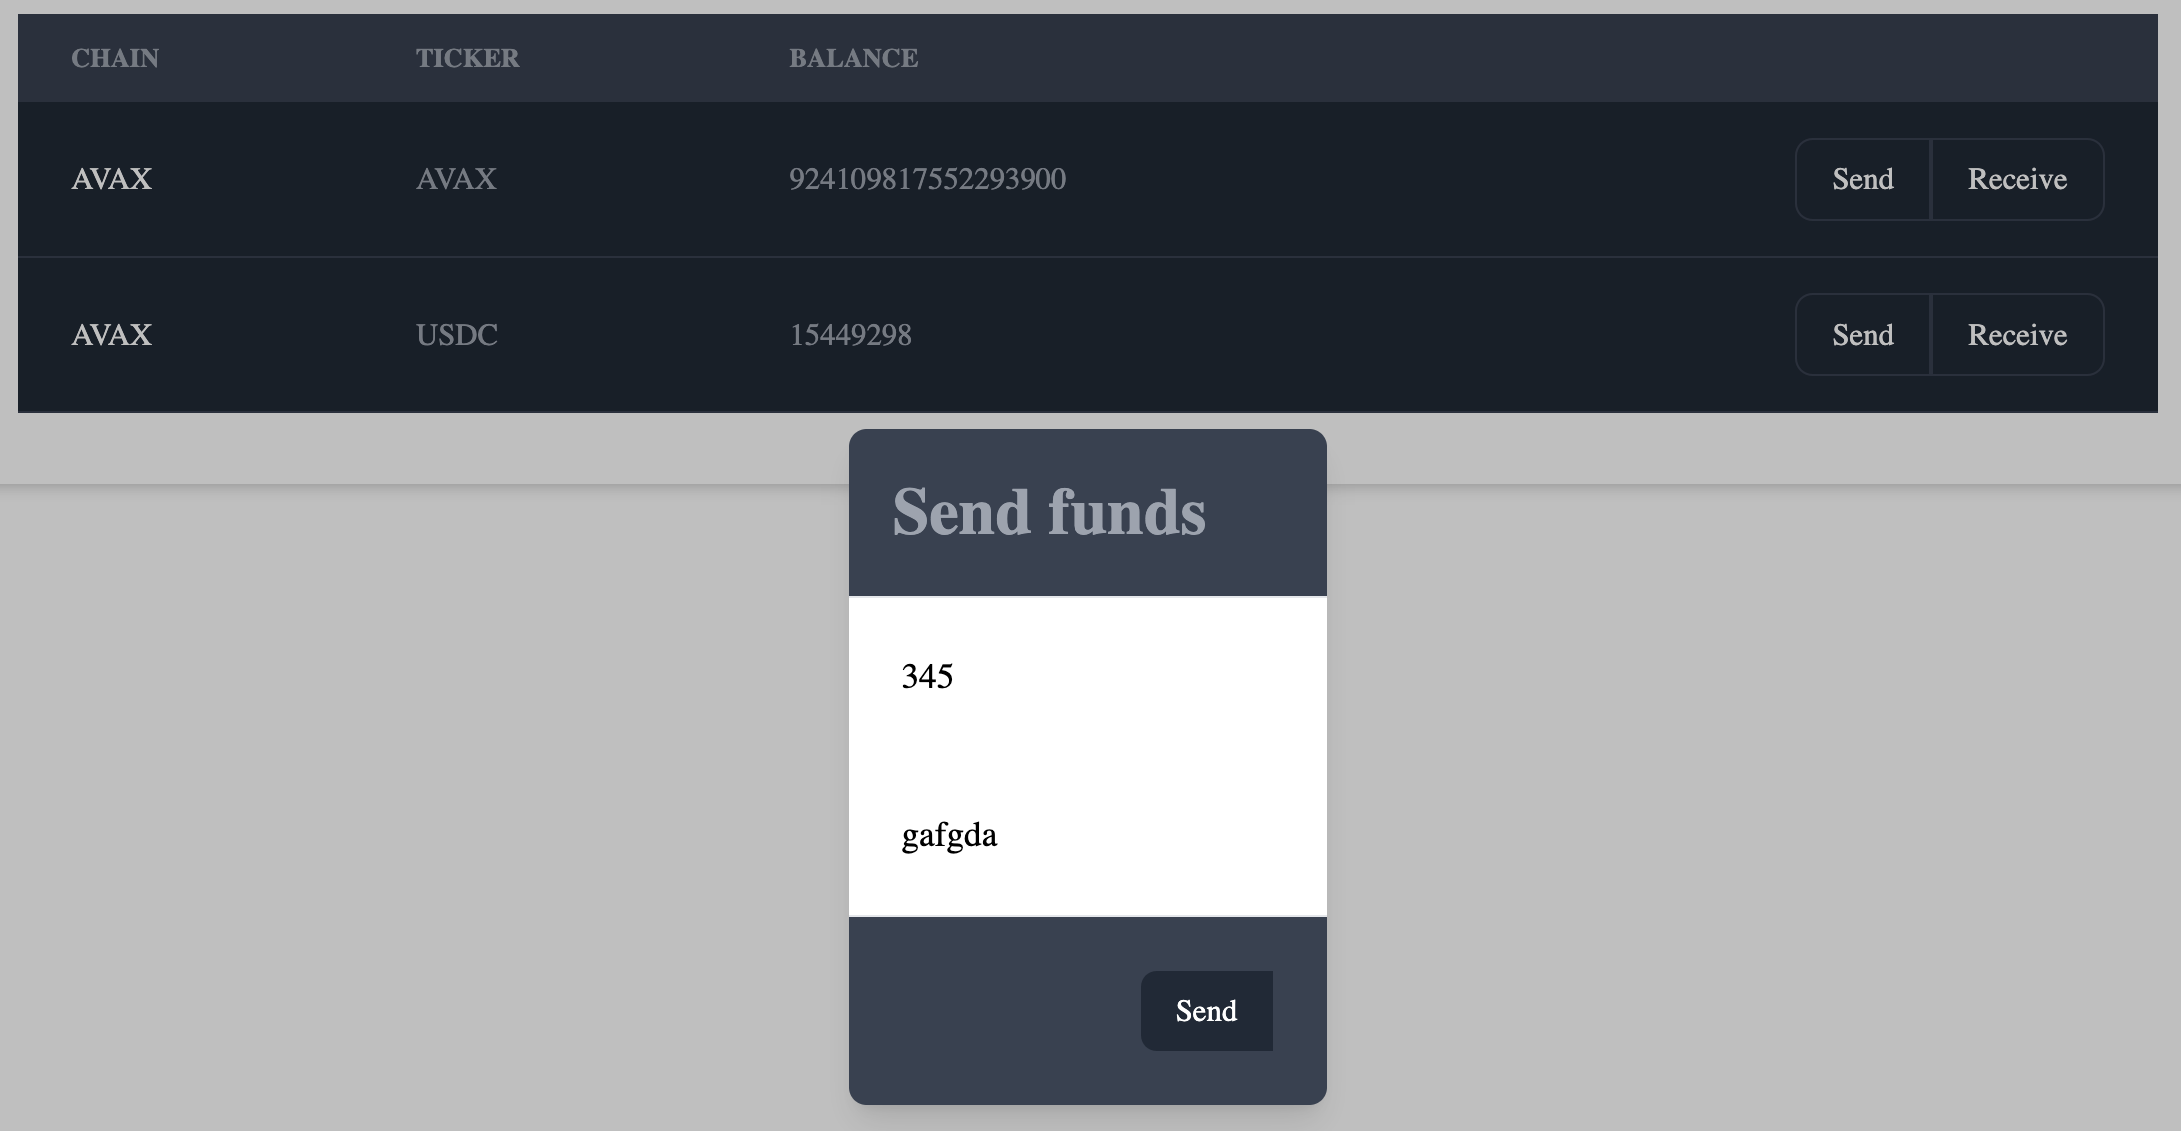 CHAIN TICKER BALANCE
AVAX AVAX 924109817552293900 Send Receive
AVAX USDC 15449298 Send Receive
Send funds
345
gafgda
Send